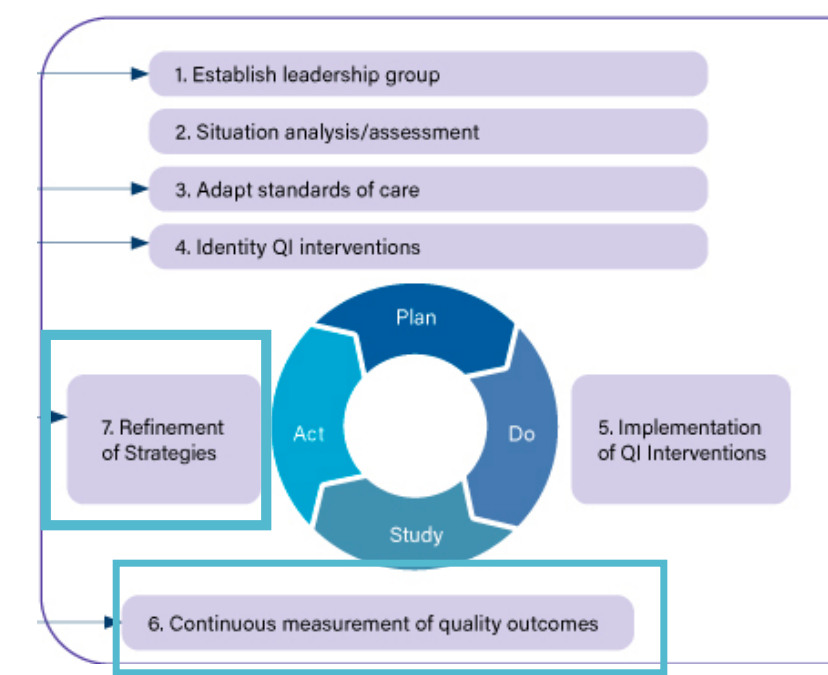 1. Establish leadership group
2. Situation analysis/assessment
3. Adapt standards of care
4. Identity QI interventions
Plan
7. Refinement
of Strategies
Act
Do
5. Implementation
of QI Interventions
Study
6. Continuous measurement of quality outcomes